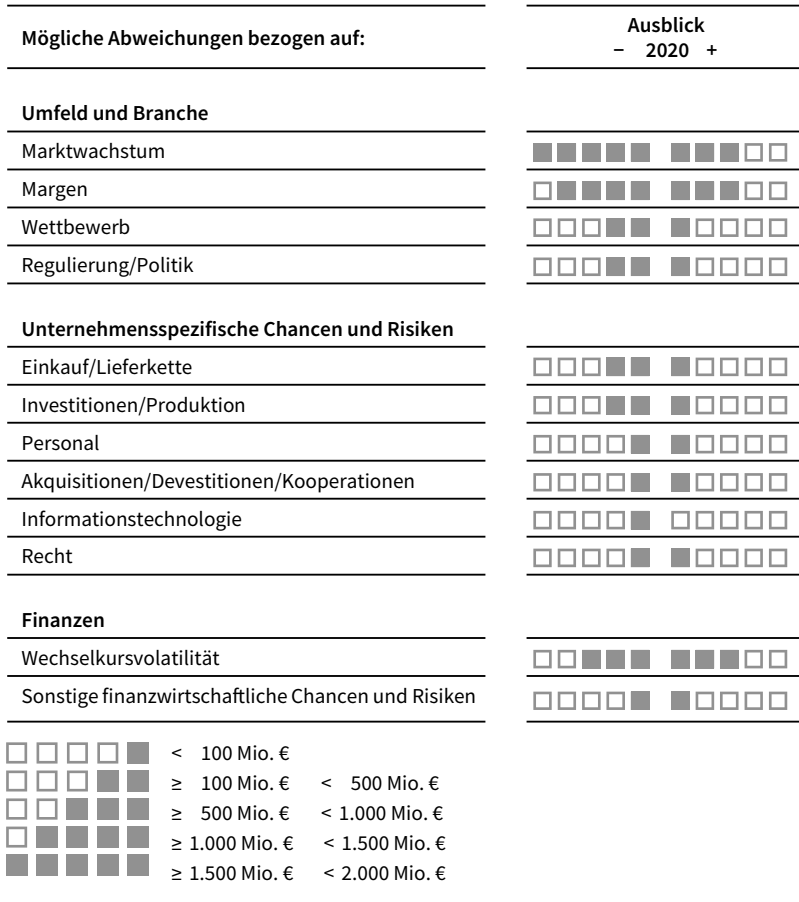 Mögliche Abweichungen bezogen auf:
Ausblick
− 2020 +
Umfeld und Branche
Marktwachstum
Margen
Wettbewerb
Regulierung/Politik
Unternehmensspezifische Chancen und Risiken
Einkauf/Lieferkette
Investitionen/Produktion
Personal
Akquisitionen/Devestitionen/Kooperationen
Informationstechnologie
Recht
Finanzen
Wechselkursvolatilität
Sonstige finanzwirtschaftliche Chancen und Risiken
< 100 Mio. €
≥ 100 Mio. € < 500 Mio. €
≥ 500 Mio. € < 1.000 Mio. €
≥ 1.000 Mio. € < 1.500 Mio. €
≥ 1.500 Mio. € < 2.000 Mio. €